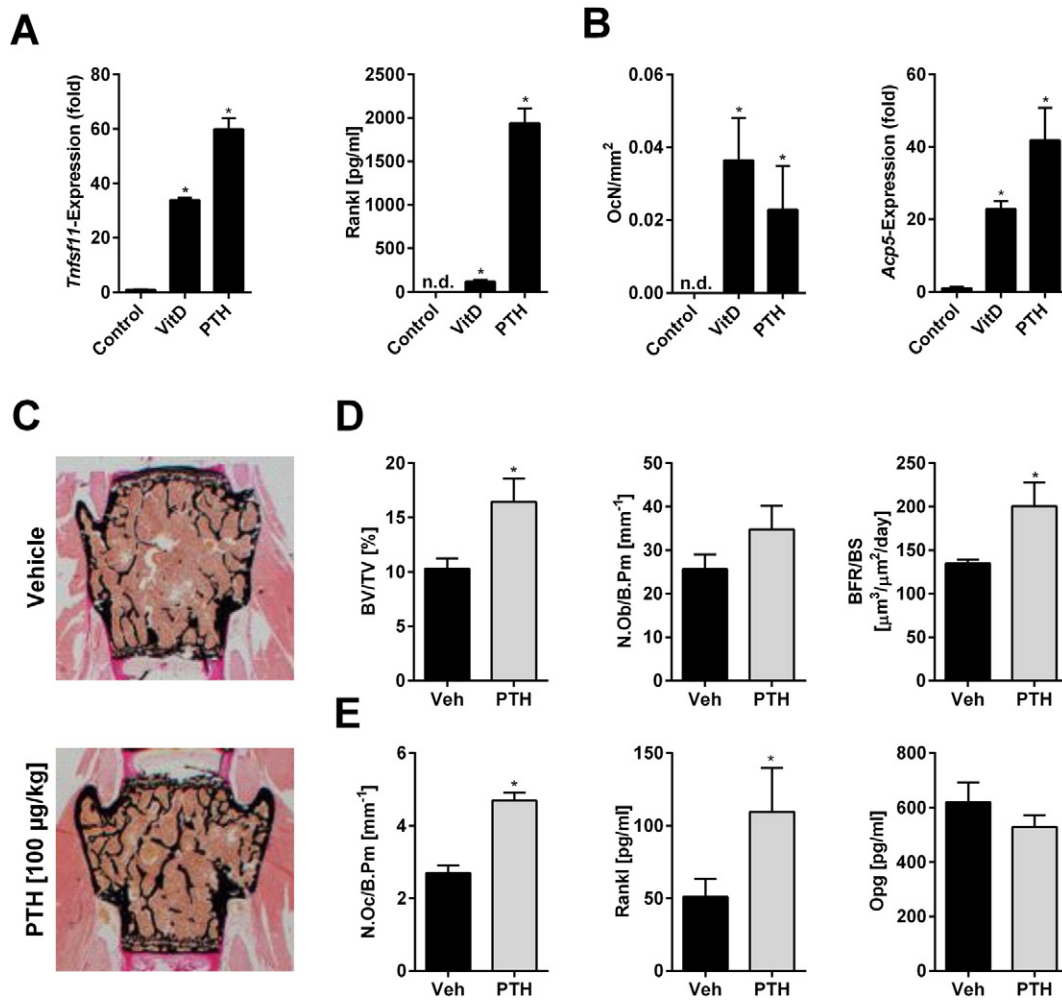 A
Tnfsf11-Expression (fold)
80
60
40
20
0
*
*
Control
VitD
PTH
Rankl [pg/ml]
2500
2000
1500
1000
500
0
n.d.
*
*
Control
VitD
PTH
B
OcN/mm²
0.06
0.04
0.02
0.00
n.d.
*
*
Control
VitD
PTH
Acp5-Expression (fold)
60
40
20
0
*
*
Control
VitD
PTH
C
Vehicle
PTH [100 µg/kg]
D
BV/TV [%]
20
15
10
5
0
*
Veh
PTH
N.Ob/B.Pm [mm⁻¹]
50
40
30
20
10
0
Veh
PTH
BFR/BS
[µm³/µm²/day]
250
200
150
100
50
0
*
Veh
PTH
E
N.Oc/B.Pm [mm⁻¹]
6
4
2
0
*
Veh
PTH
Rankl [pg/ml]
150
100
50
0
*
Veh
PTH
Opg [pg/ml]
800
600
400
200
0
Veh
PTH